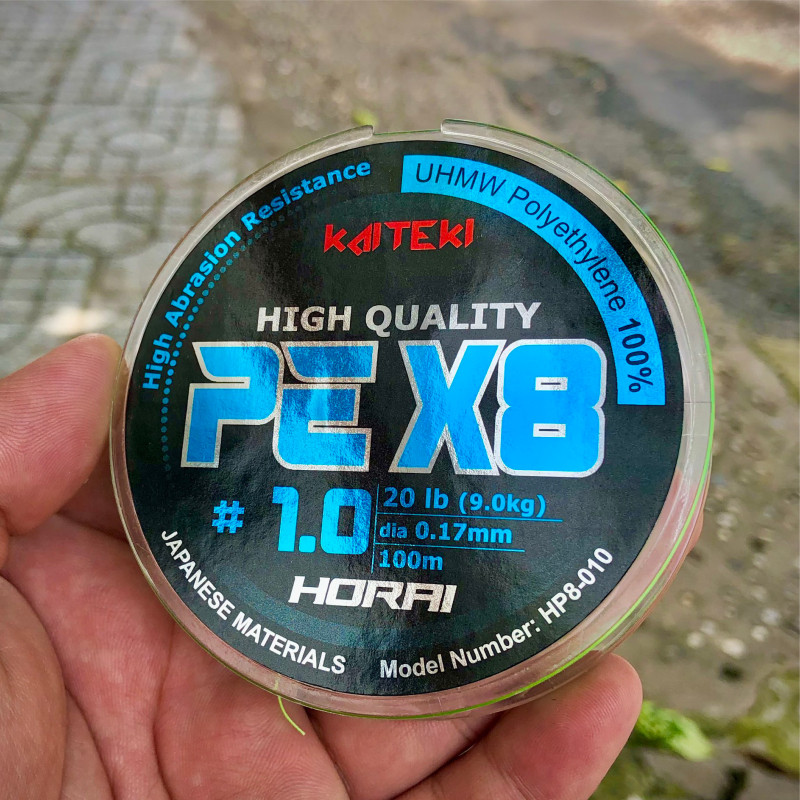 High Abrasion Resistance
UHMW Polyethylene 100%
KAITEKI
HIGH QUALITY
PE X8
# 1.0
20 lb (9.0kg)
dia 0.17mm
100m
HORAI
JAPANESE MATERIALS
Model Number: HP8-010